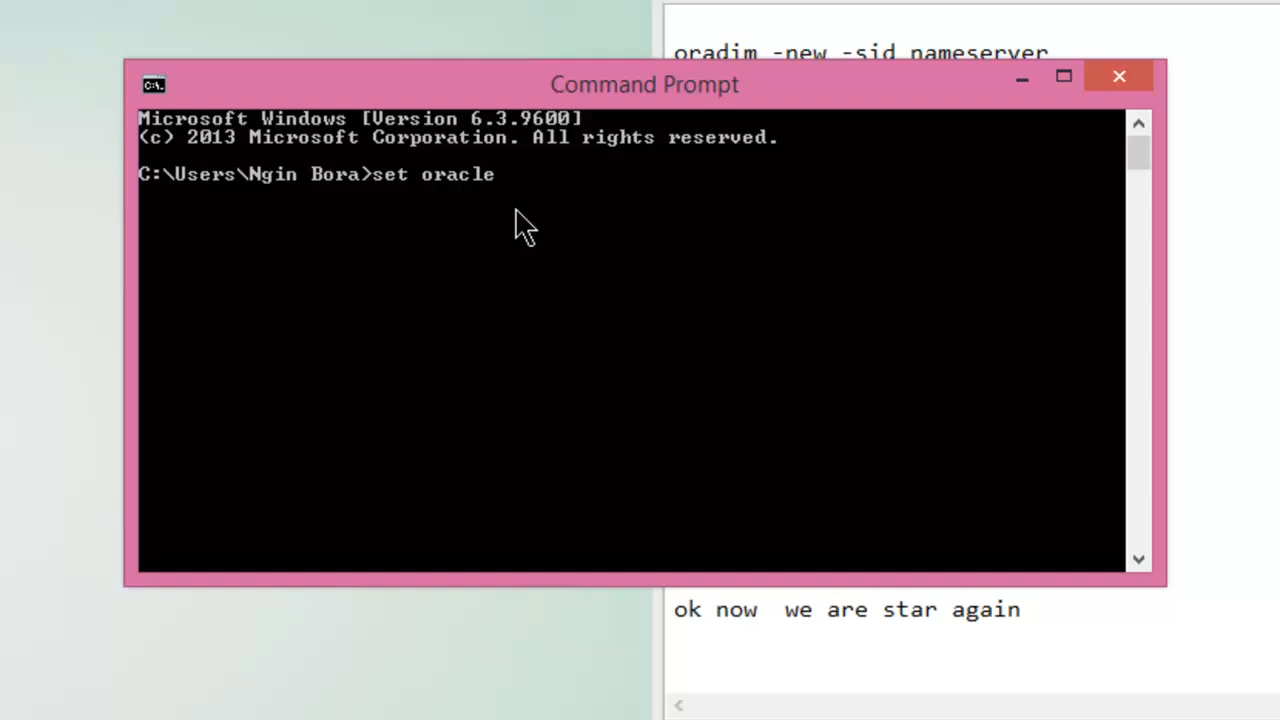 oradim -new -sid nameserver
Command Prompt
Microsoft Windows [Version 6.3.9600]
(c) 2013 Microsoft Corporation. All rights reserved.
C:\Users\Ngin Bora>set oracle
ok now  we are star again